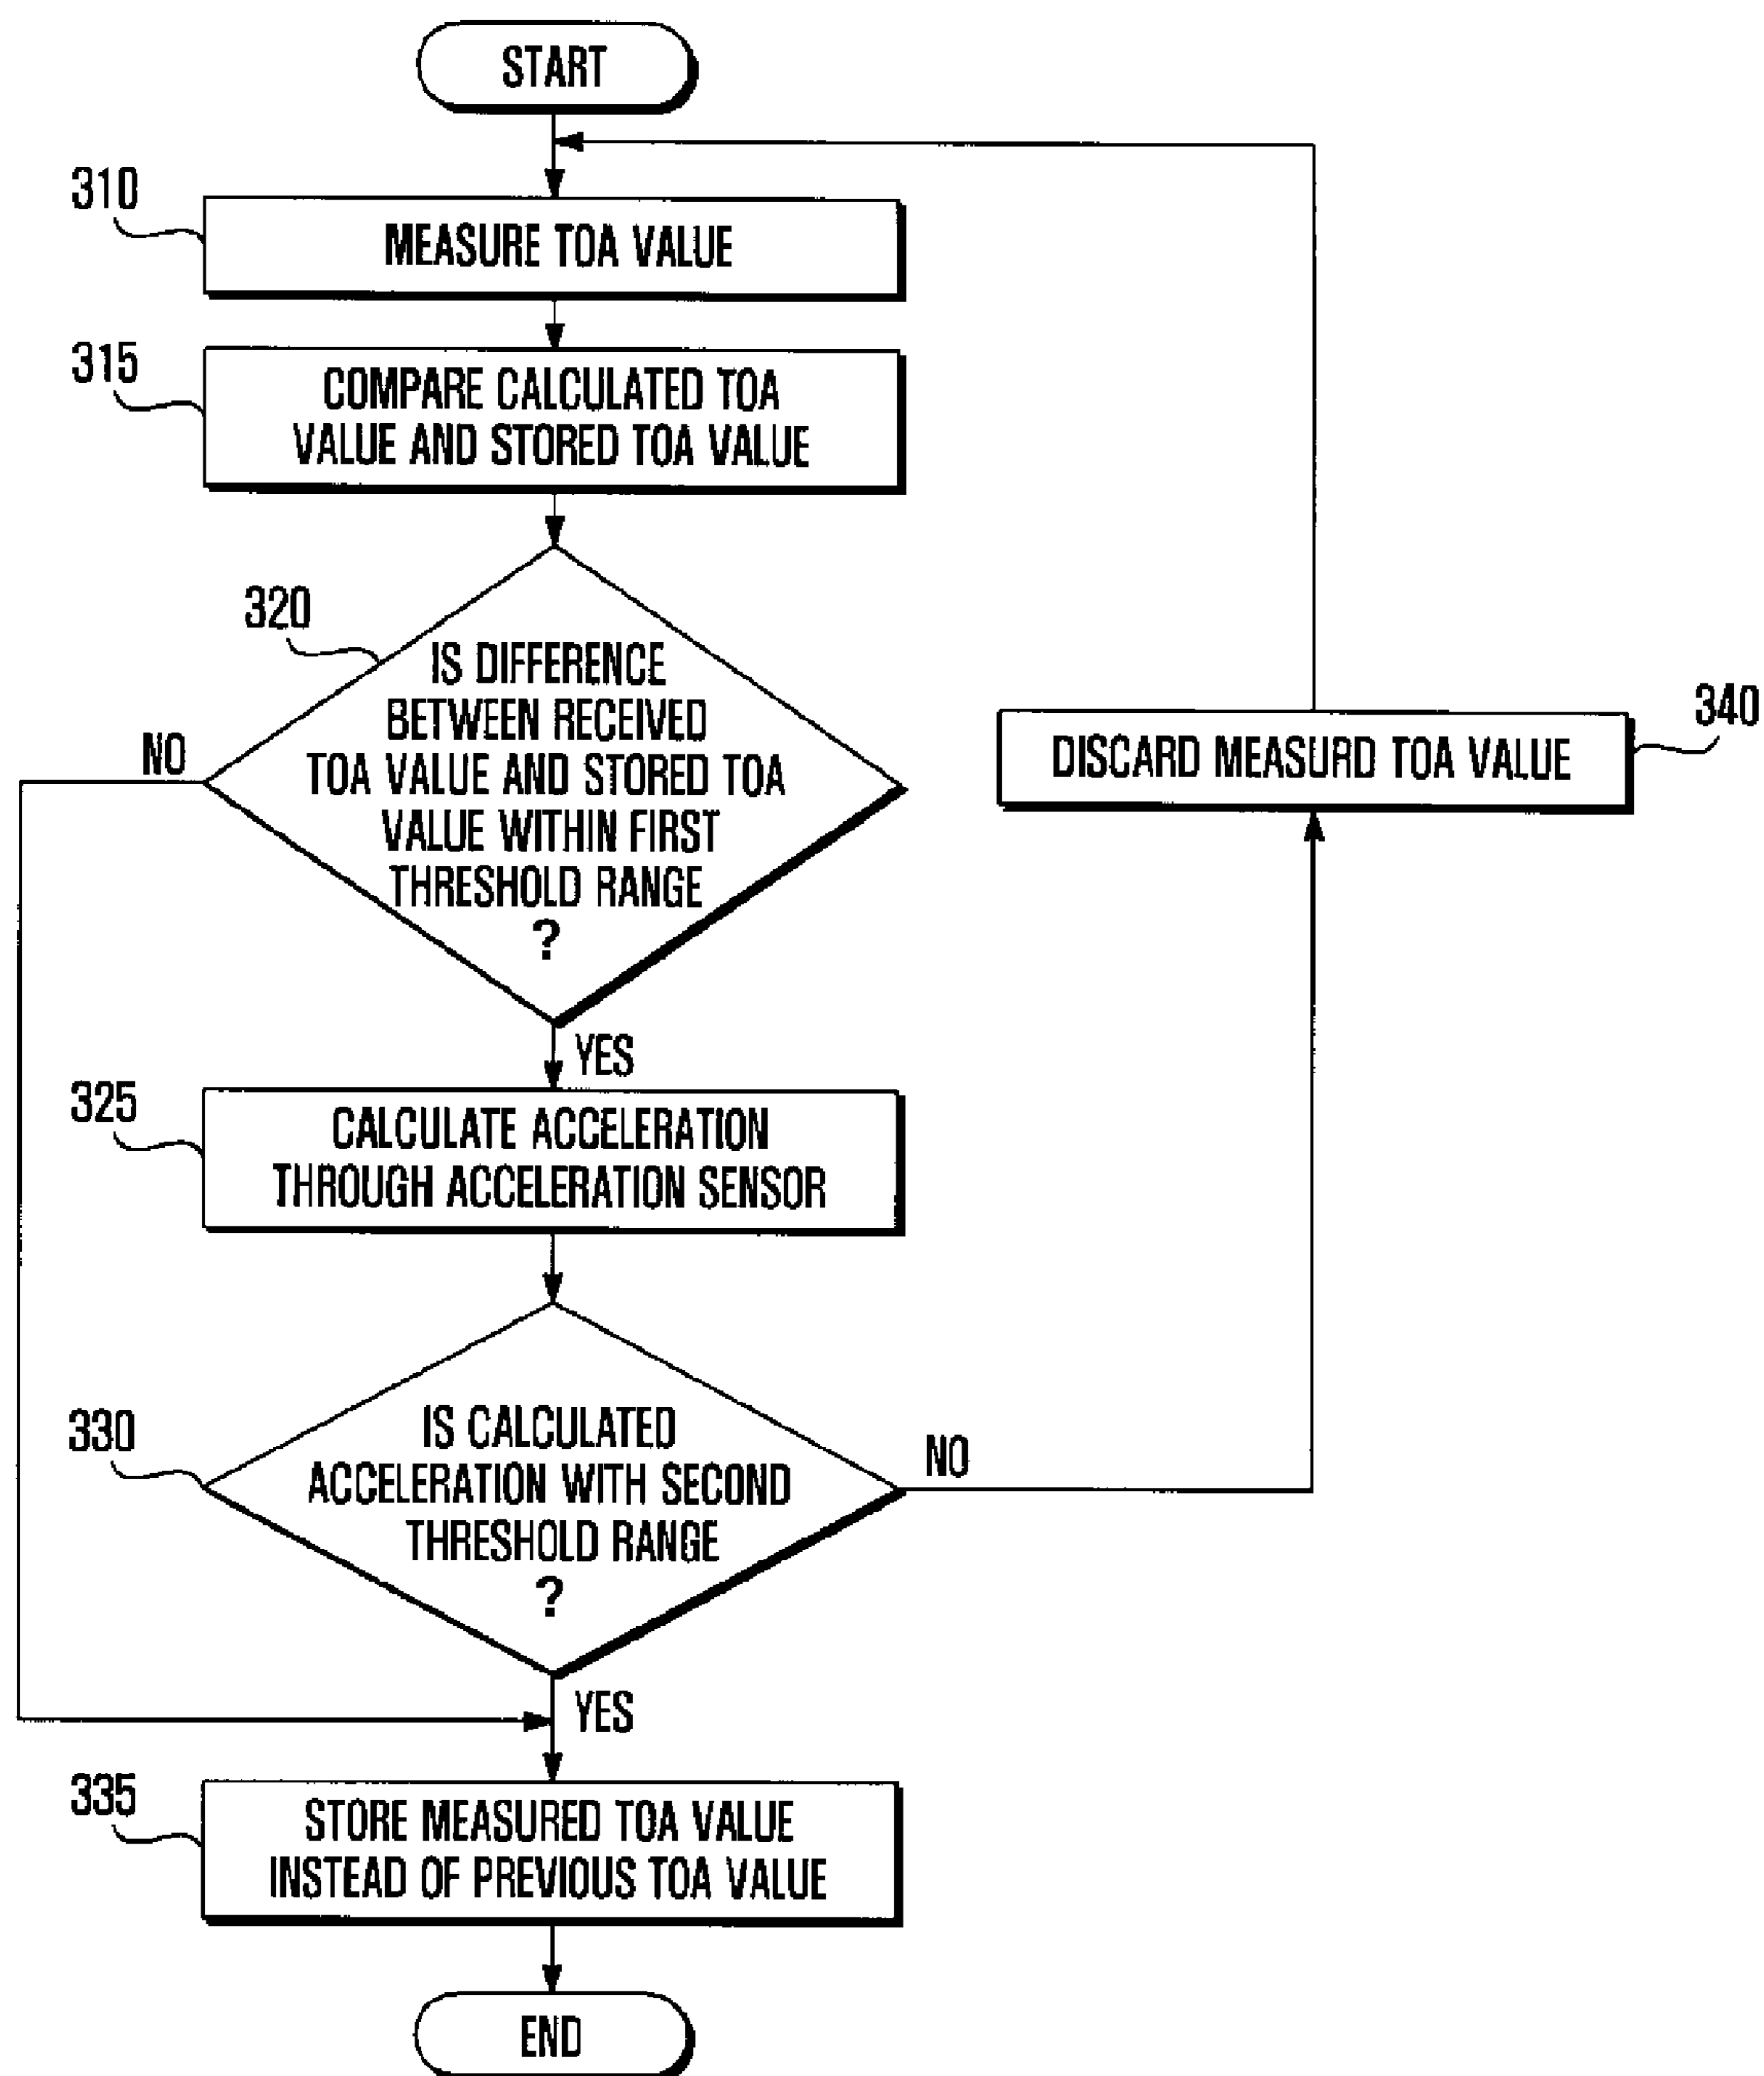 START
310
MEASURE TOA VALUE
315
COMPARE CALCULATED TOA
VALUE AND STORED TOA VALUE
320
IS DIFFERENCE
BETWEEN RECEIVED
TOA VALUE AND STORED TOA
VALUE WITHIN FIRST
THRESHOLD RANGE
?
NO
YES
340
DISCARD MEASURD TOA VALUE
325
CALCULATE ACCELERATION
THROUGH ACCELERATION SENSOR
330
IS CALCULATED
ACCELERATION WITH SECOND
THRESHOLD RANGE
?
NO
YES
335
STORE MEASURED TOA VALUE
INSTEAD OF PREVIOUS TOA VALUE
END